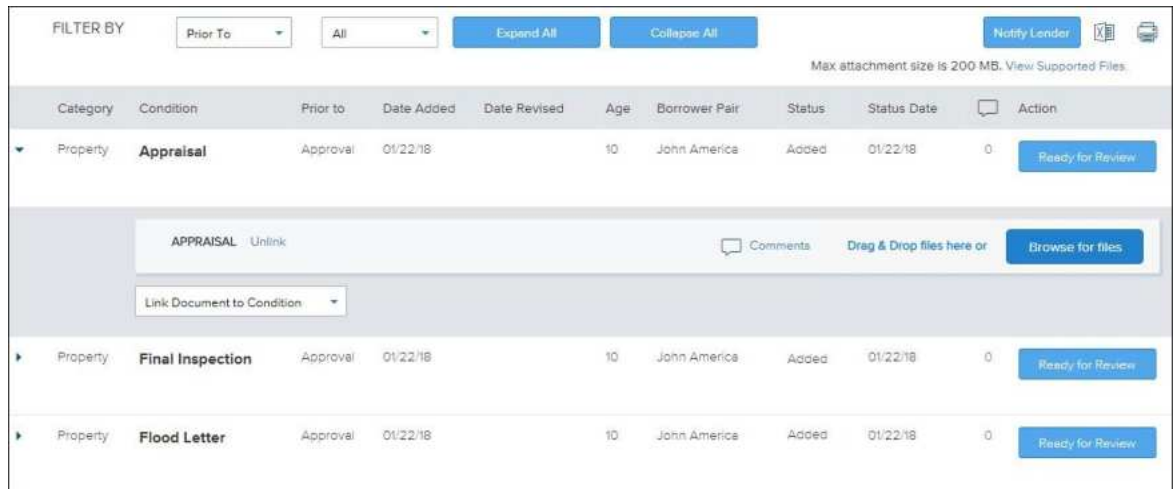 FILTER BY Prior To All Expand All Collapse All Notify Lender
Max attachment size is 200 MB. View Supported Files.
Category Condition Prior to Date Added Date Revised Age Borrower Pair Status Status Date Action
Property Appraisal Approval 01/22/18 10 John America Added 01/22/18 0 Ready for Review
APPRAISAL Unlink Comments Drag & Drop files here or Browse for files
Link Document to Condition
Property Final Inspection Approval 01/22/18 10 John America Added 01/22/18 0 Ready for Review
Property Flood Letter Approval 01/22/18 10 John America Added 01/22/18 0 Ready for Review